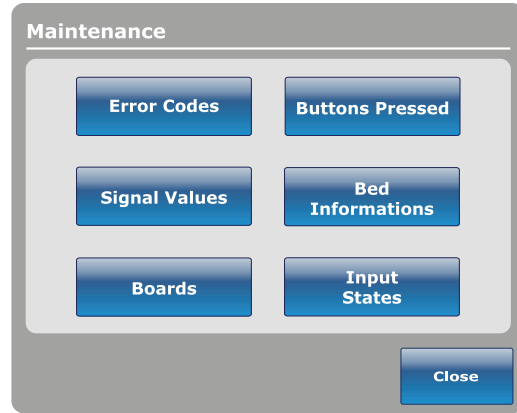 Maintenance
Error Codes
Buttons Pressed
Signal Values
Bed
Informations
Boards
Input
States
Close